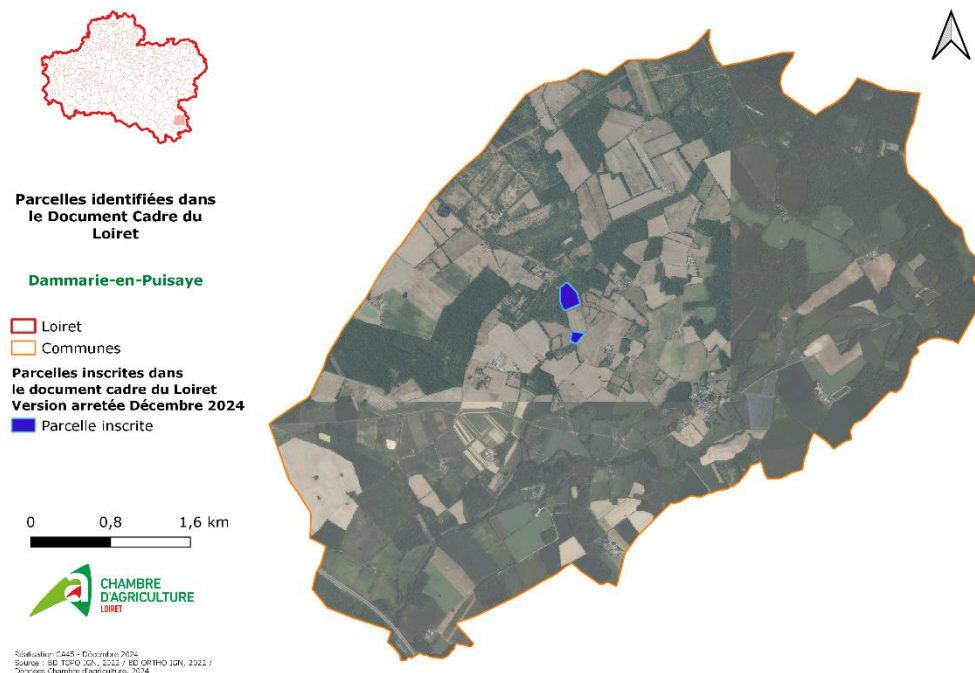 Parcelles identifiées dans
le Document Cadre du
Loiret
Dammarie-en-Puisaye
Loiret
Communes
Parcelles inscrites dans
le document cadre du Loiret
Version arretée Décembre 2024
Parcelle inscrite
0 0,8 1,6 km
CHAMBRE
D'AGRICULTURE
LOIRET
Réalisation CA45 - Décembre 2024
Source : BD TOPO IGN, 2022 / BD ORTHO IGN, 2022 /
Données Chambre d'agriculture, 2024